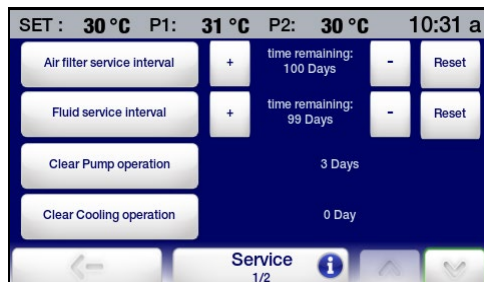 SET : 30 °C P1: 31 °C P2: 30 °C 10:31 a
Air filter service interval + time remaining: - Reset
100 Days
Fluid service interval + time remaining: - Reset
99 Days
Clear Pump operation 3 Days
Clear Cooling operation 0 Day
Service i
1/2